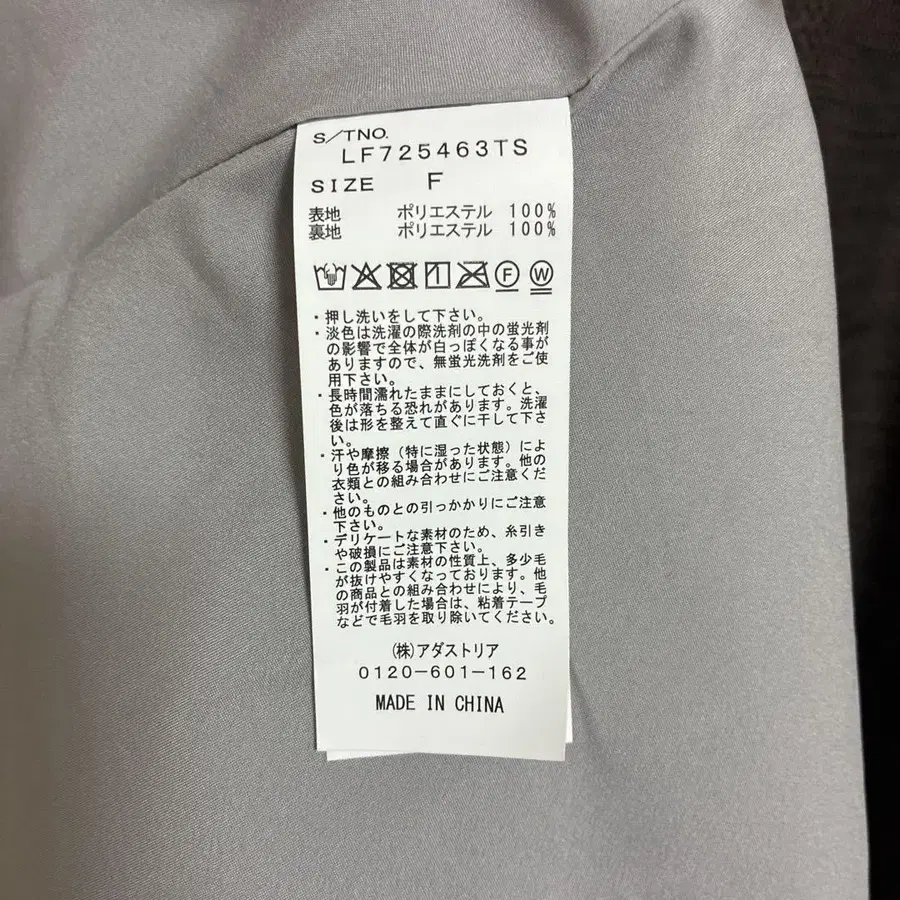 S/TNO.
LF725463TS
SIZE F
表地 ポリエステル 100%
裏地 ポリエステル 100%
F W
・押し洗いをして下さい。
・淡色は洗濯の際洗剤の中の蛍光剤
の影響で全体が白っぽくなる事が
ありますので、無蛍光洗剤をご使
用下さい。
・長時間濡れたままにしておくと、
色が落ちる恐れがあります。洗濯
後は形を整えて直ぐに干して下さ
い。
・汗や摩擦（特に湿った状態）によ
り色が移る場合があります。他の
衣類との組み合わせにご注意くだ
さい。
・他のものとの引っかかりにご注意
下さい。
・デリケートな素材のため、糸引き
や破損にご注意下さい。
・この製品は素材の性質上、多少毛
が抜けやすくなっております。他
の商品との組み合わせにより、毛
羽が付着した場合は、粘着テープ
などで毛羽を取り除いてください。
(株)アダストリア
0120-601-162
MADE IN CHINA